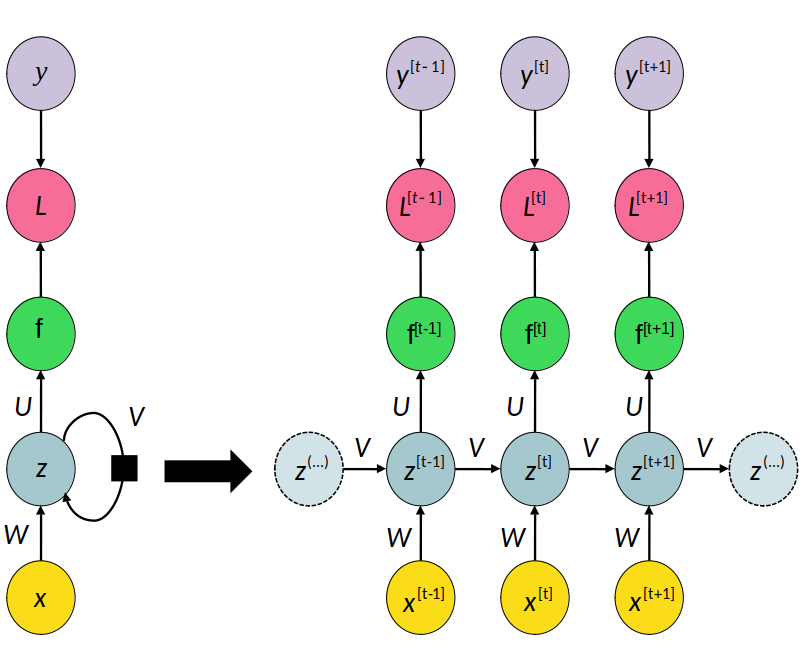 y y[t-1] y[t] y[t+1]
L L[t-1] L[t] L[t+1]
f f[t-1] f[t] f[t+1]
U V U U U
z z(...) V z[t-1] V z[t] V z[t+1] V z(...)
W W W W
x x[t-1] x[t] x[t+1]